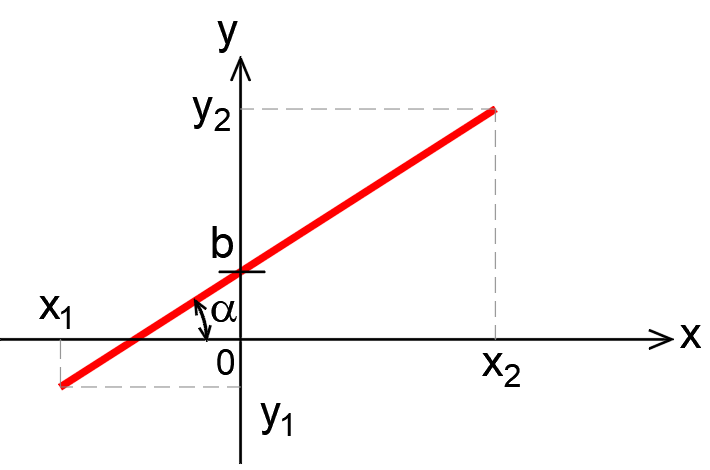 y
y₂
b
x₁
α
x
0
x₂
y₁